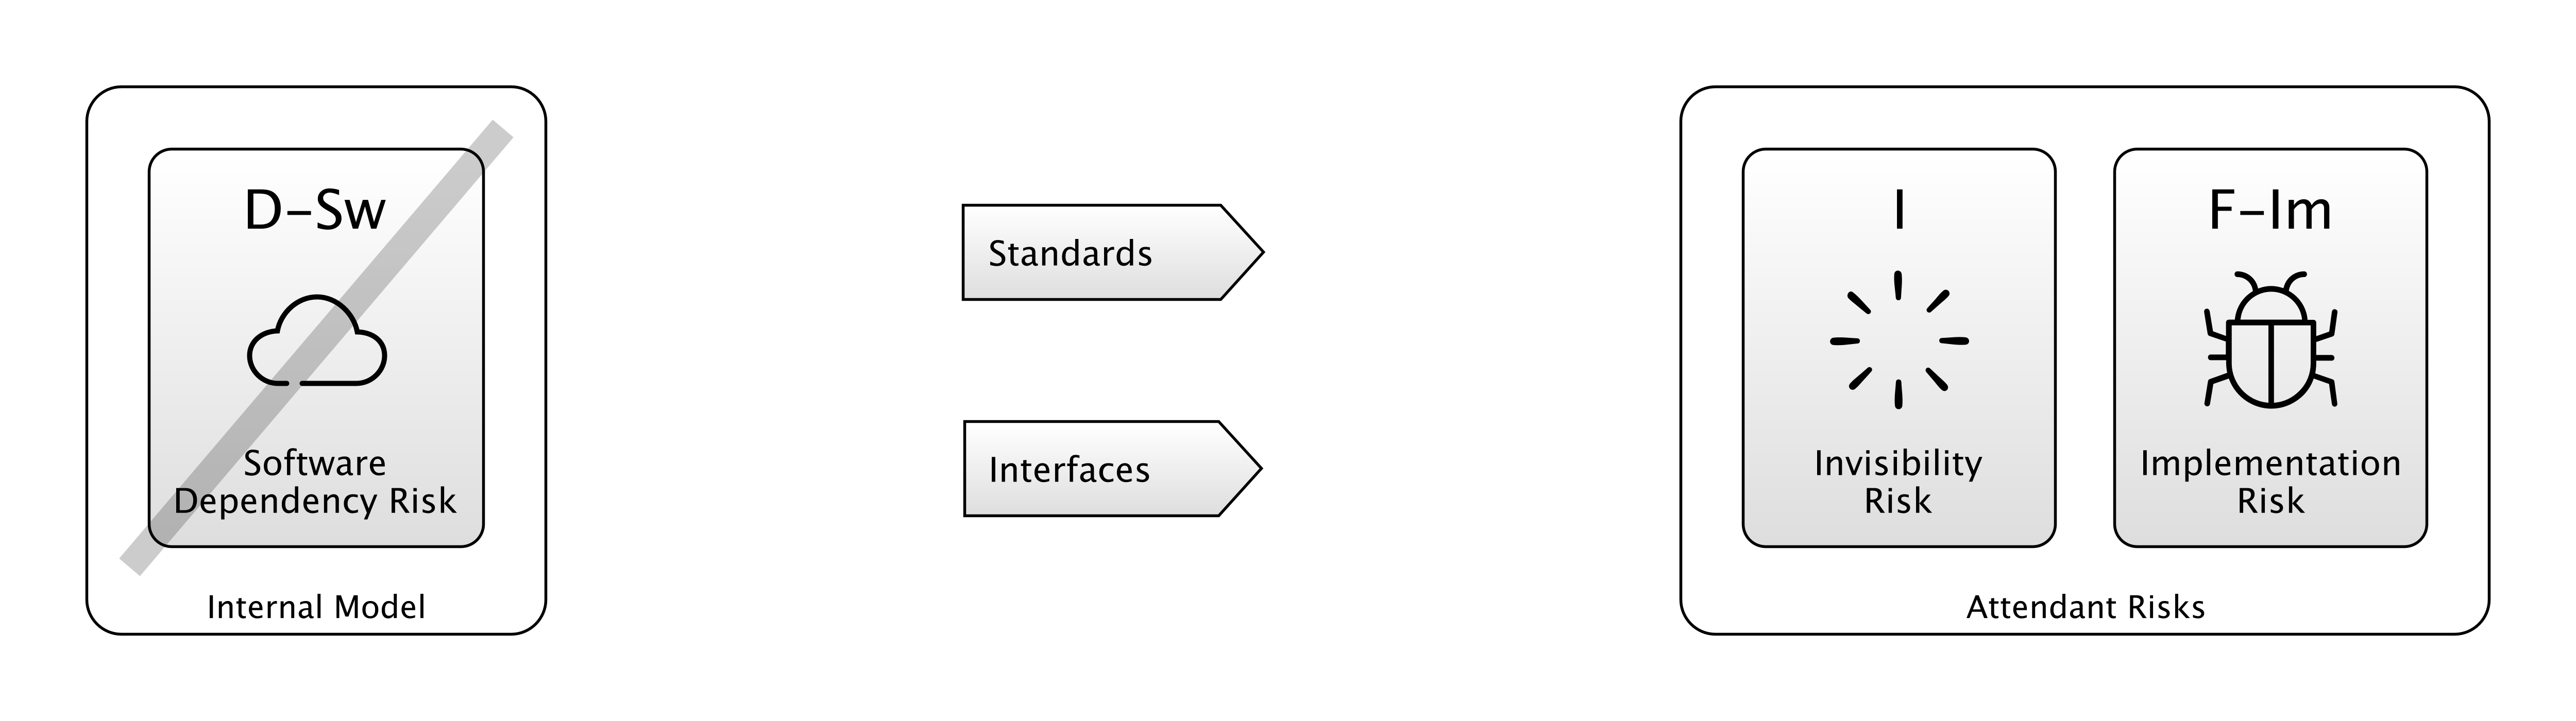 D-Sw
Software
Dependency Risk
Internal Model
Standards
Interfaces
I
Invisibility
Risk
F-Im
Implementation
Risk
Attendant Risks